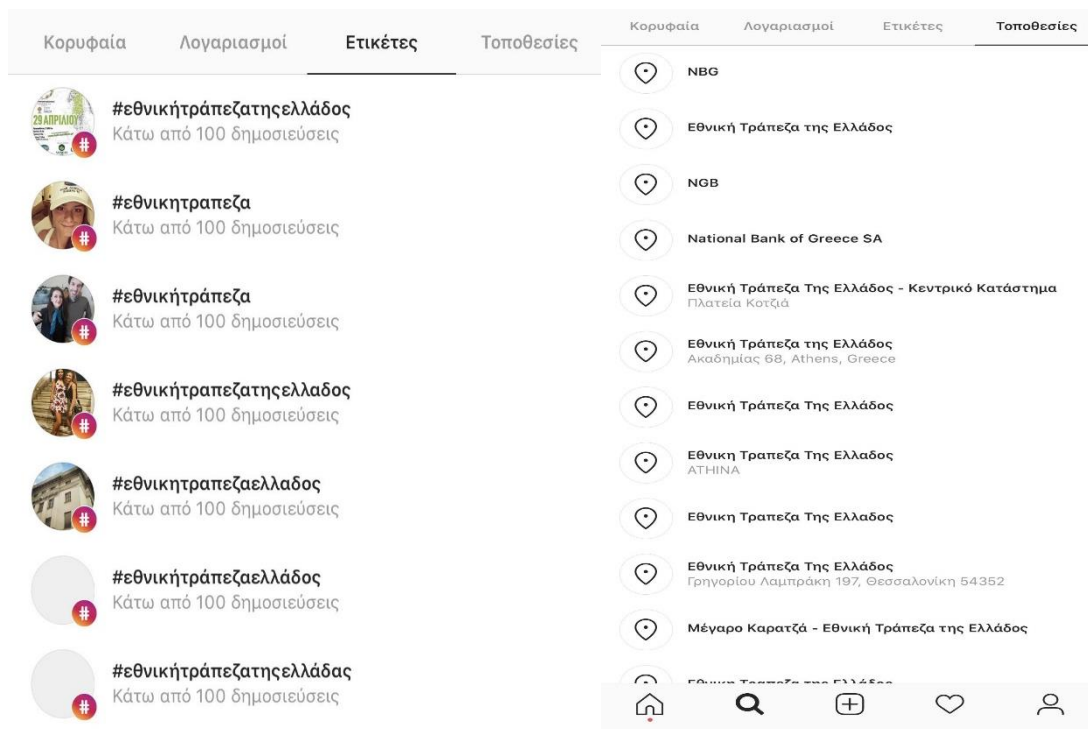 Κορυφαία Λογαριασμοί Ετικέτες Τοποθεσίες
29 ΑΠΡΙΛΙΟΥ
#εθνικήτράπεζατηςελλάδος
Κάτω από 100 δημοσιεύσεις
#εθνικητραπεζα
Κάτω από 100 δημοσιεύσεις
#εθνικήτράπεζα
Κάτω από 100 δημοσιεύσεις
#εθνικήτραπεζατηςελλαδος
Κάτω από 100 δημοσιεύσεις
#εθνικητραπεζαελλαδος
Κάτω από 100 δημοσιεύσεις
#εθνικήτράπεζαελλάδος
Κάτω από 100 δημοσιεύσεις
#εθνικήτράπεζατηςελλάδας
Κάτω από 100 δημοσιεύσεις
Κορυφαία Λογαριασμοί Ετικέτες Τοποθεσίες
NBG
Εθνική Τράπεζα της Ελλάδος
NGB
National Bank of Greece SA
Εθνική Τράπεζα Της Ελλάδος - Κεντρικό Κατάστημα
Πλατεία Κοτζιά
Εθνική Τράπεζα της Ελλάδος
Ακαδημίας 68, Athens, Greece
Εθνική Τράπεζα Της Ελλάδος
Εθνικη Τραπεζα Της Ελλαδος
ATHINA
Εθνικη Τραπεζα Της Ελλαδος
Εθνική Τράπεζα Της Ελλάδος
Γρηγορίου Λαμπράκη 197, Θεσσαλονίκη 54352
Μέγαρο Καρατζά - Εθνική Τράπεζα της Ελλάδος